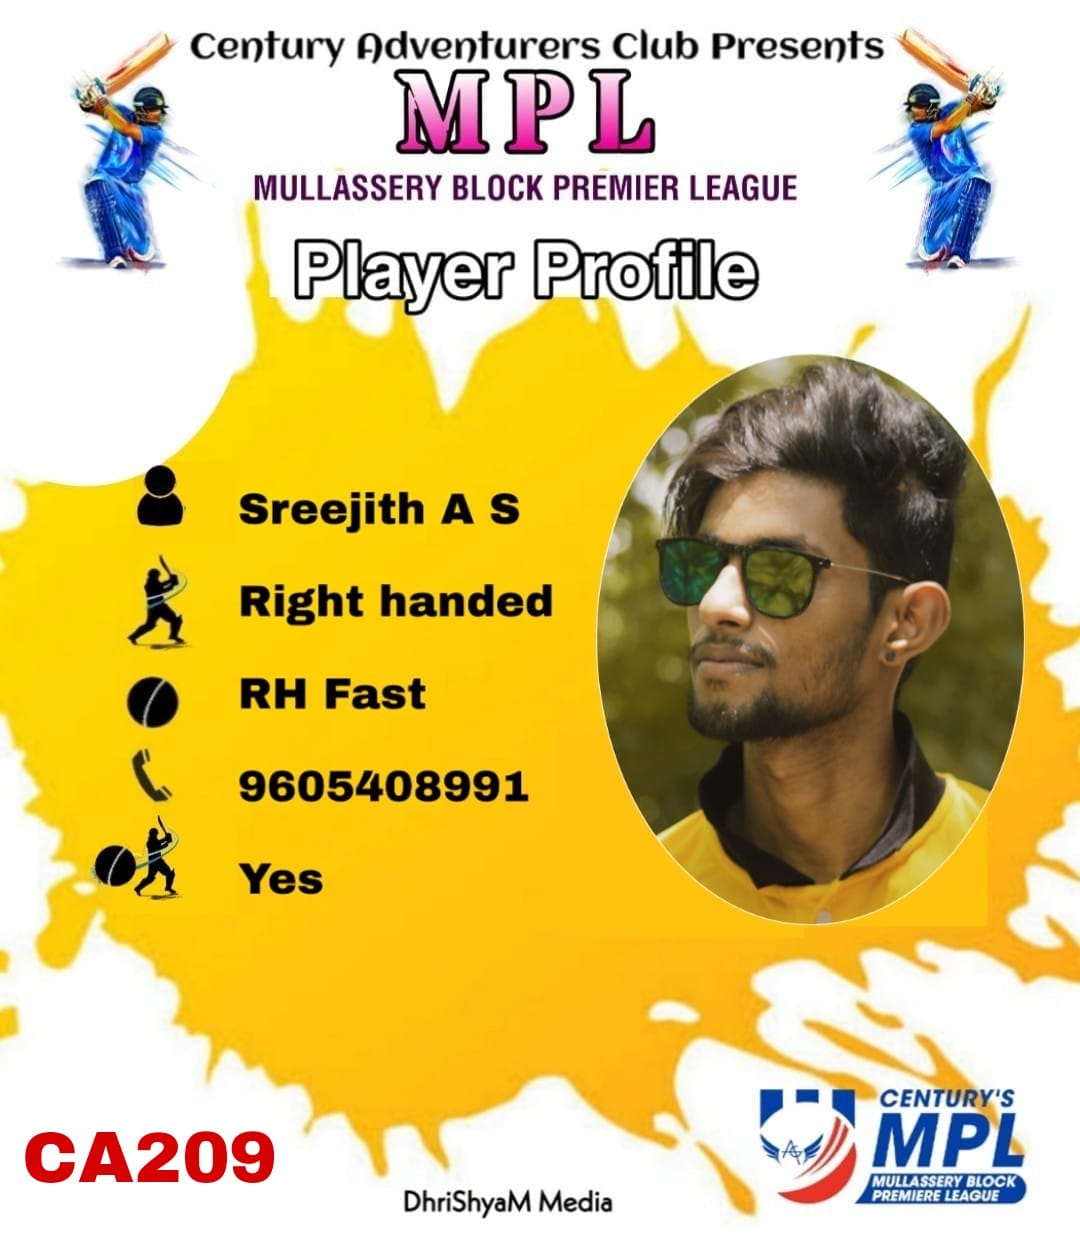 Century Adventurers Club Presents
MPL
MULLASSERY BLOCK PREMIER LEAGUE
Player Profile
Sreejith A S
Right handed
RH Fast
9605408991
Yes
CA209
DhriShyaM Media
CENTURY'S
MPL
MULLASSERY BLOCK
PREMIERE LEAGUE